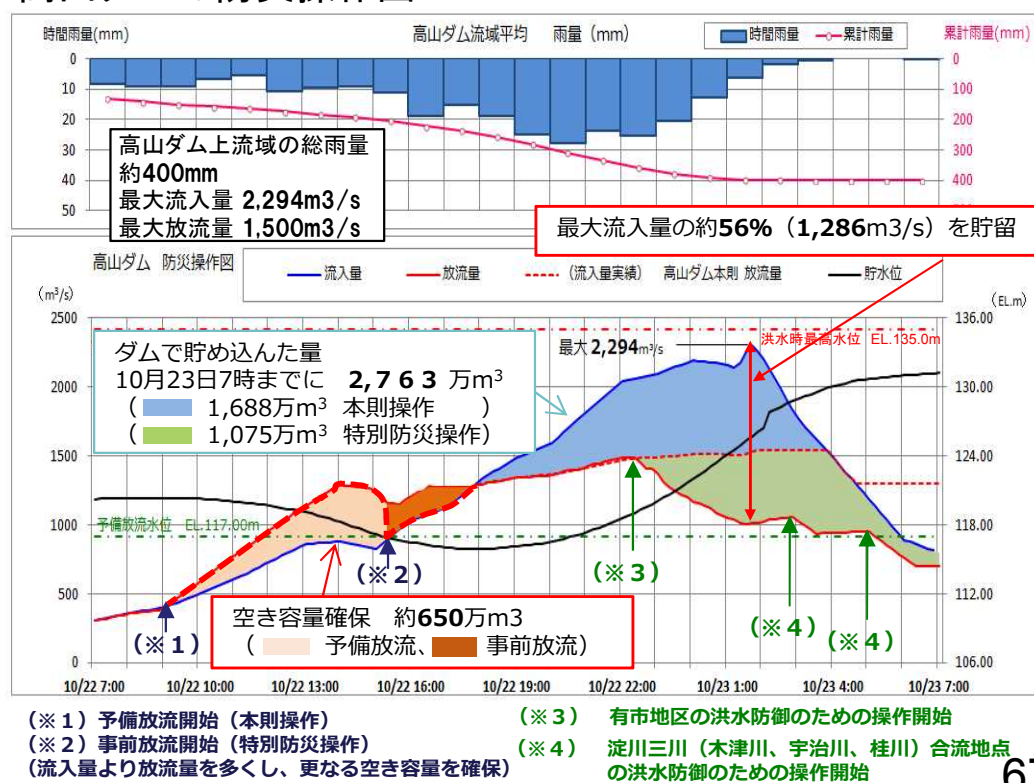 時間雨量(mm)
高山ダム流域平均 雨量（mm）
時間雨量 累計雨量
累計雨量(mm)
0
10
20
30
40
50
0
100
200
300
400
高山ダム上流域の総雨量
約400mm
最大流入量 2,294m3/s
最大放流量 1,500m3/s
最大流入量の約56%（1,286m3/s）を貯留
高山ダム 防災操作図
流入量 放流量 （流入量実績） 高山ダム本則 放流量 貯水位
（m³/s）
（EL.m）
2500
2000
1500
1000
500
0
136.00
130.00
124.00
118.00
112.00
106.00
ダムで貯め込んた量
10月23日7時までに 2,763 万m³
（ 1,688万m³ 本則操作 ）
（ 1,075万m³ 特別防災操作）
最大 2,294m³/s
洪水時最高水位 EL.135.0m
予備放流水位 EL.117.00m
（※１）
（※２）
（※３）
（※４）
（※４）
空き容量確保 約650万m3
（ 予備放流、 事前放流）
10/22 7:00 10/22 10:00 10/22 13:00 10/22 16:00 10/22 19:00 10/22 22:00 10/23 1:00 10/23 4:00 10/23 7:00
（※１）予備放流開始（本則操作）
（※２）事前放流開始（特別防災操作）
（流入量より放流量を多くし、更なる空き容量を確保）
（※３） 有市地区の洪水防御のための操作開始
（※４） 淀川三川（木津川、宇治川、桂川）合流地点
の洪水防御のための操作開始
6